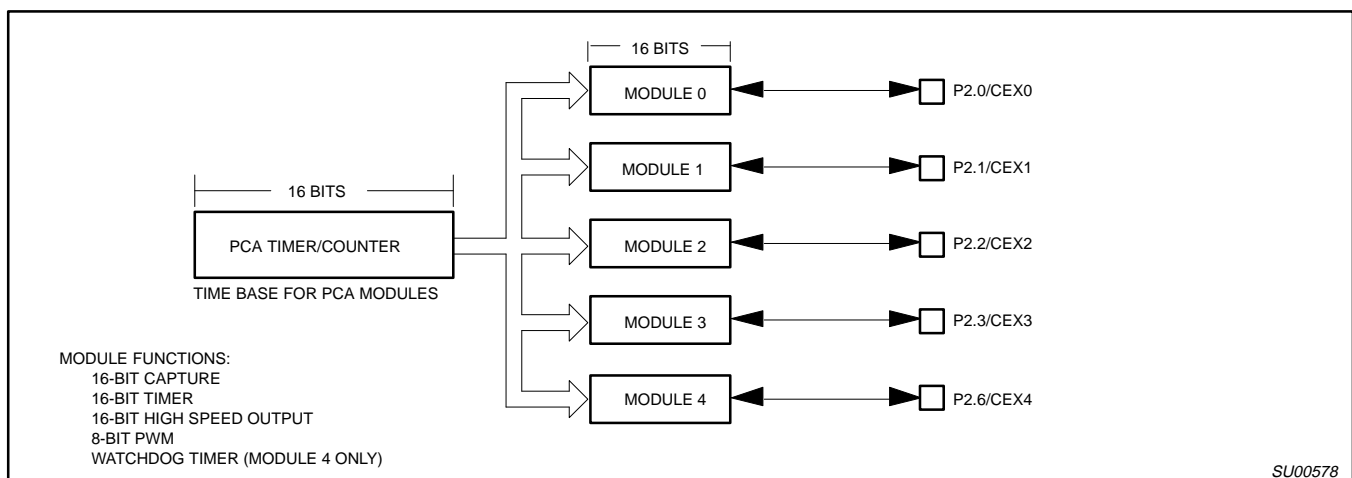 16 BITS
MODULE 0
P2.0/CEX0
MODULE 1
P2.1/CEX1
16 BITS
PCA TIMER/COUNTER
MODULE 2
P2.2/CEX2
TIME BASE FOR PCA MODULES
MODULE 3
P2.3/CEX3
MODULE 4
P2.6/CEX4
MODULE FUNCTIONS:
16-BIT CAPTURE
16-BIT TIMER
16-BIT HIGH SPEED OUTPUT
8-BIT PWM
WATCHDOG TIMER (MODULE 4 ONLY)
SU00578